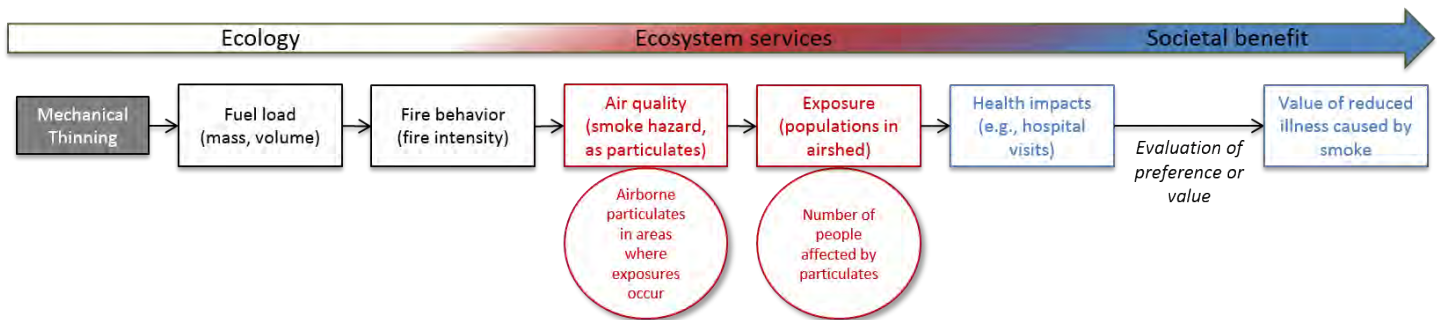 Ecology
Ecosystem services
Societal benefit
Mechanical
Thinning
Fuel load
(mass, volume)
Fire behavior
(fire intensity)
Air quality
(smoke hazard,
as particulates)
Exposure
(populations in
airshed)
Health impacts
(e.g., hospital
visits)
Evaluation of
preference or
value
Value of reduced
illness caused by
smoke
Airborne
particulates
in areas
where
exposures
occur
Number of
people
affected by
particulates